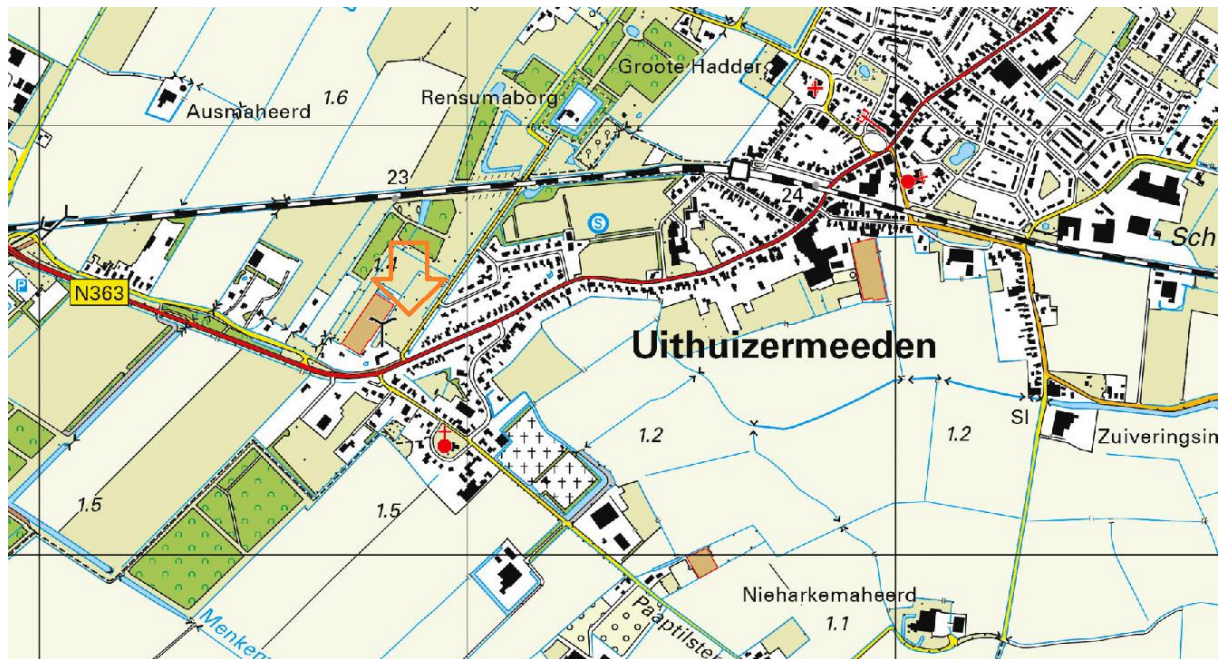 Groote Hadder
Rensumaborg
Ausmaheerd
1.6
23
24
S
Sch
N363
P
Uithuizermeeden
1.2
1.2
Sl
Zuiveringsin
1.5
1.5
Nieharkemaheerd
Paaptilster
1.1
Menkem